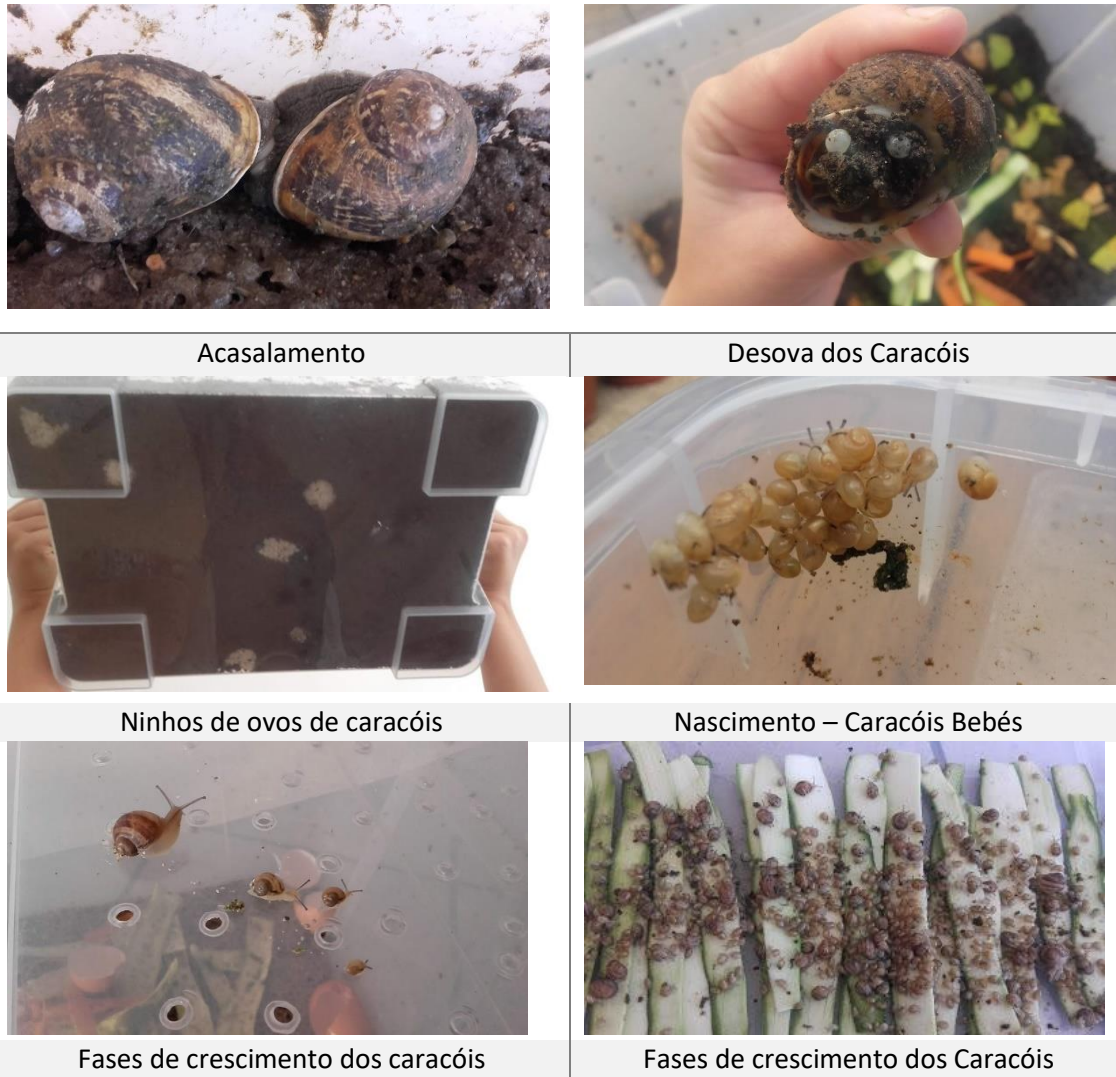 Acasalamento
Desova dos Caracóis
Ninhos de ovos de caracóis
Nascimento – Caracóis Bebés
Fases de crescimento dos caracóis
Fases de crescimento dos Caracóis